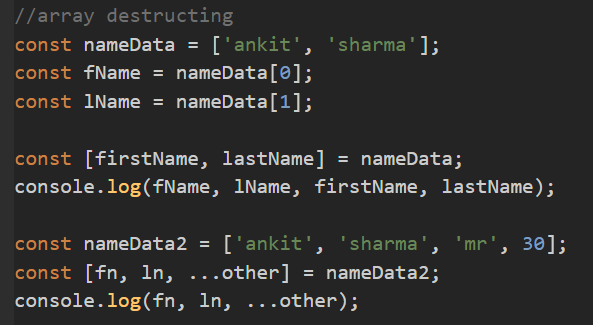 //array destructing
const nameData = ['ankit', 'sharma'];
const fName = nameData[0];
const lName = nameData[1];
const [firstName, lastName] = nameData;
console.log(fName, lName, firstName, lastName);
const nameData2 = ['ankit', 'sharma', 'mr', 30];
const [fn, ln, ...other] = nameData2;
console.log(fn, ln, ...other);